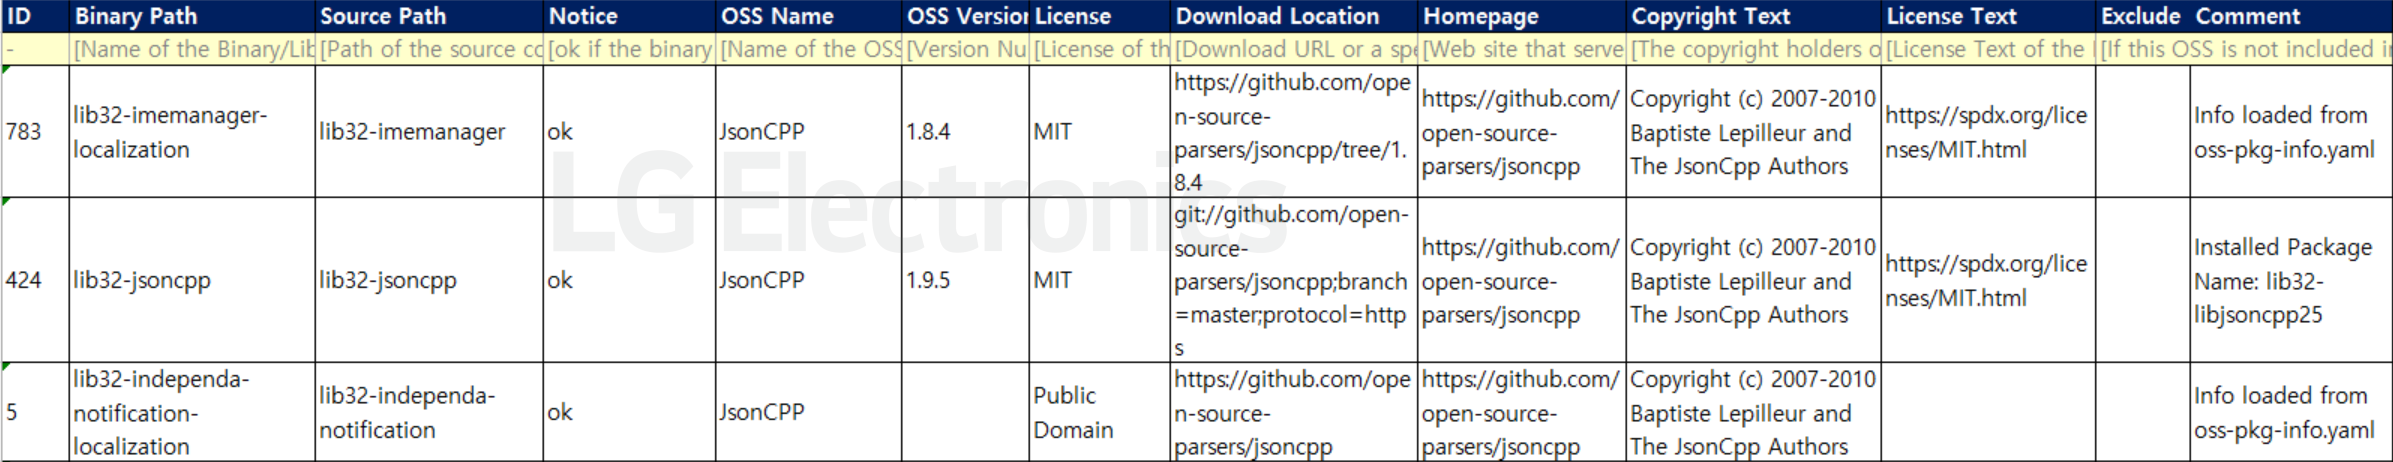 ID Binary Path Source Path Notice OSS Name OSS Version License Download Location Homepage Copyright Text License Text Exclude Comment
- [Name of the Binary/Lib [Path of the source co [ok if the binary [Name of the OSS [Version Nu [License of th [Download URL or a spe [Web site that serve [The copyright holders o [License Text of the [If this OSS is not included i
783
lib32-imemanager-
localization
lib32-imemanager
ok
JsonCPP
1.8.4
MIT
https://github.com/ope
n-source-
parsers/jsoncpp/tree/1.
8.4
https://github.com/
open-source-
parsers/jsoncpp
Copyright (c) 2007-2010
Baptiste Lepilleur and
The JsonCpp Authors
https://spdx.org/lice
nses/MIT.html
Info loaded from
oss-pkg-info.yaml
424
lib32-jsoncpp
lib32-jsoncpp
ok
JsonCPP
1.9.5
MIT
git://github.com/open-
source-
parsers/jsoncpp;branch
=master;protocol=http
s
https://github.com/
open-source-
parsers/jsoncpp
Copyright (c) 2007-2010
Baptiste Lepilleur and
The JsonCpp Authors
https://spdx.org/lice
nses/MIT.html
Installed Package
Name: lib32-
libjsoncpp25
5
lib32-independa-
notification-
localization
lib32-independa-
notification
ok
JsonCPP
Public
Domain
https://github.com/ope
n-source-
parsers/jsoncpp
https://github.com/
open-source-
parsers/jsoncpp
Copyright (c) 2007-2010
Baptiste Lepilleur and
The JsonCpp Authors
Info loaded from
oss-pkg-info.yaml
LG Electronics